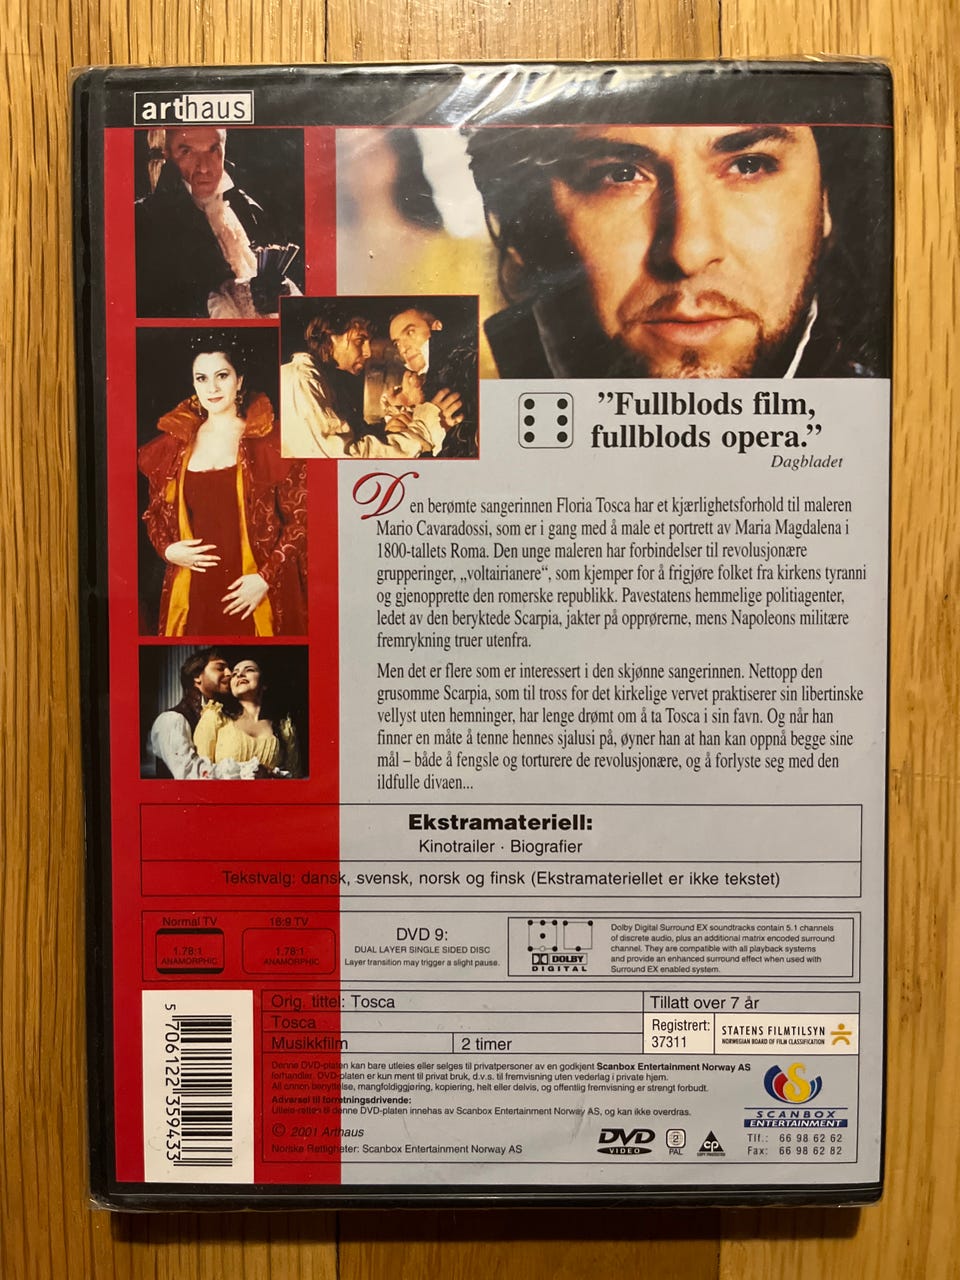 arthaus
”Fullblods film,
fullblods opera.”
Dagbladet
Den berømte sangerinnen Floria Tosca har et kjærlighetsforhold til maleren
Mario Cavaradossi, som er i gang med å male et portrett av Maria Magdalena i
1800-tallets Roma. Den unge maleren har forbindelser til revolusjonære
grupperinger, „voltairianere“, som kjemper for å frigjøre folket fra kirkens tyranni
og gjenopprette den romerske republikk. Pavestatens hemmelige politiagenter,
ledet av den beryktede Scarpia, jakter på opprørerne, mens Napoleons militære
fremrykning truer utenfra.
Men det er flere som er interessert i den skjønne sangerinnen. Nettopp den
grusomme Scarpia, som til tross for det kirkelige vervet praktiserer sin libertinske
vellyst uten hemninger, har lenge drømt om å ta Tosca i sin favn. Og når han
finner en måte å tenne hennes sjalusi på, øyner han at han kan oppnå begge sine
mål – både å fengsle og torturere de revolusjonære, og å forlyste seg med den
ildfulle divaen...
Ekstramateriell:
Kinotrailer · Biografier
Tekstvalg: dansk, svensk, norsk og finsk (Ekstramateriellet er ikke tekstet)
Normal TV
1.78:1
ANAMORPHIC
16:9 TV
1.78:1
ANAMORPHIC
DVD 9:
DUAL LAYER SINGLE SIDED DISC
Layer transition may trigger a slight pause.
DOLBY
DIGITAL
Dolby Digital Surround EX soundtracks contain 5.1 channels
of discrete audio, plus an additional matrix encoded surround
channel. They are compatible with all playback systems
and provide an enhanced surround effect when used with
Surround EX enabled system.
5 706122 359433
Orig. tittel: Tosca
Tillatt over 7 år
Tosca
Musikkfilm
2 timer
Registrert:
37311
STATENS FILMTILSYN
NORWEGIAN BOARD OF FILM CLASSIFICATION
Denne DVD-platen kan bare utleies eller selges til privatpersoner av en godkjent Scanbox Entertainment Norway AS
forhandler. DVD-platen er kun ment til privat bruk, d.v.s. til fremvisning uten vederlag i private hjem.
All annen benyttelse, mangfoldiggjøring, kopiering, helt eller delvis, og offentlig fremvisning er strengt forbudt.
Advarsel til forretningsdrivende:
Utleie-retten til denne DVD-platen innehas av Scanbox Entertainment Norway AS, og kan ikke overdras.
© 2001 Arthaus
Norske Rettigheter: Scanbox Entertainment Norway AS
DVD
VIDEO
2
PAL
CP
COPY PROTECTED
S
SCANBOX
ENTERTAINMENT
Tlf.: 66 98 62 62
Fax: 66 98 62 82